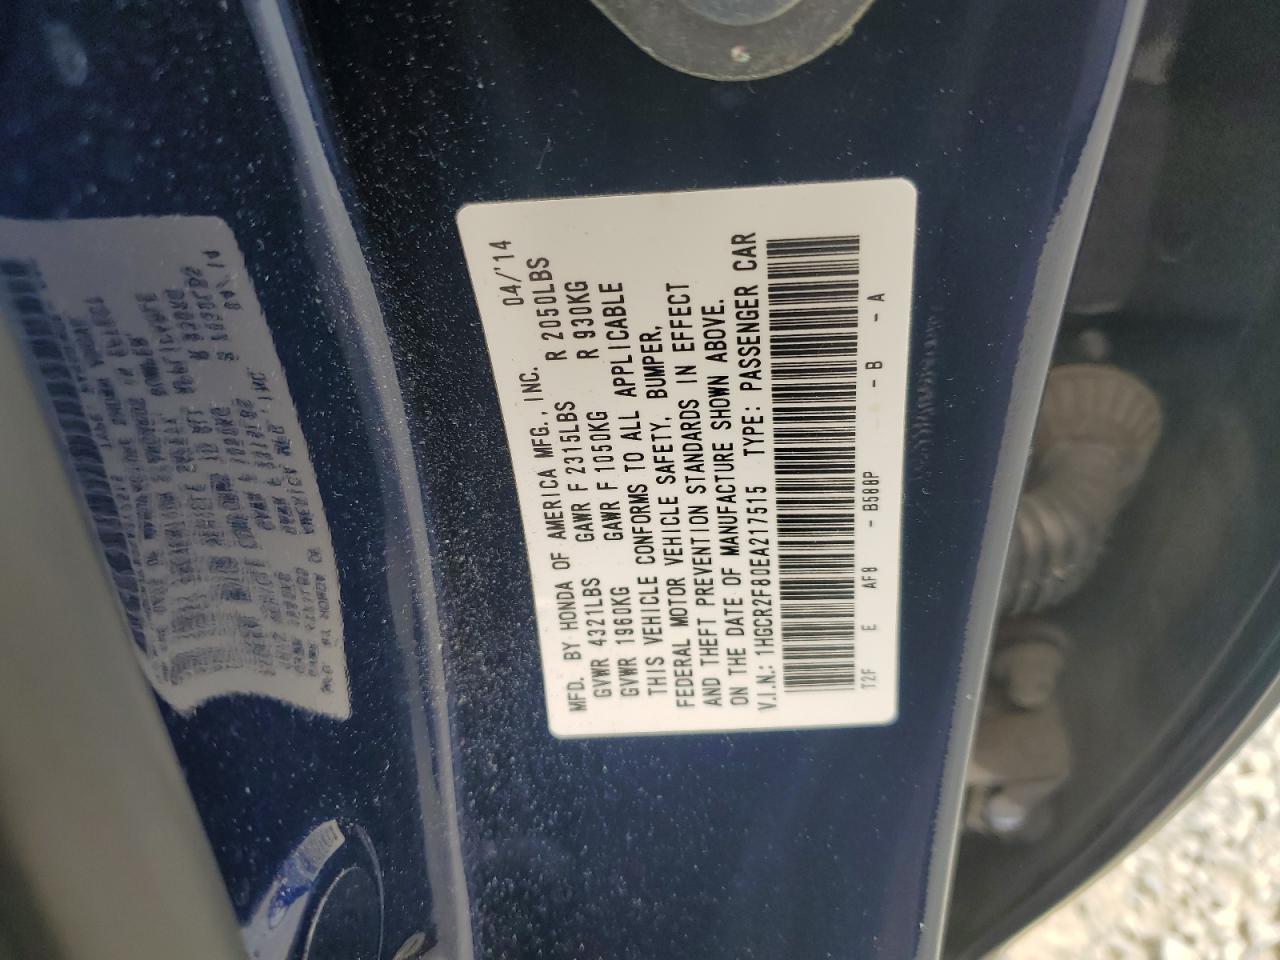 MFD. BY HONDA OF AMERICA MFG., INC. 04/'14
GVWR 4321LBS GAWR F 2315LBS R 2050LBS
GVWR 1960KG GAWR F 1050KG R 930KG
THIS VEHICLE CONFORMS TO ALL APPLICABLE
FEDERAL MOTOR VEHICLE SAFETY, BUMPER,
AND THEFT PREVENTION STANDARDS IN EFFECT
ON THE DATE OF MANUFACTURE SHOWN ABOVE.
V.I.N.: 1HGCR2F80EA217515 TYPE: PASSENGER CAR
T2F E AF8 - B588P - B - A